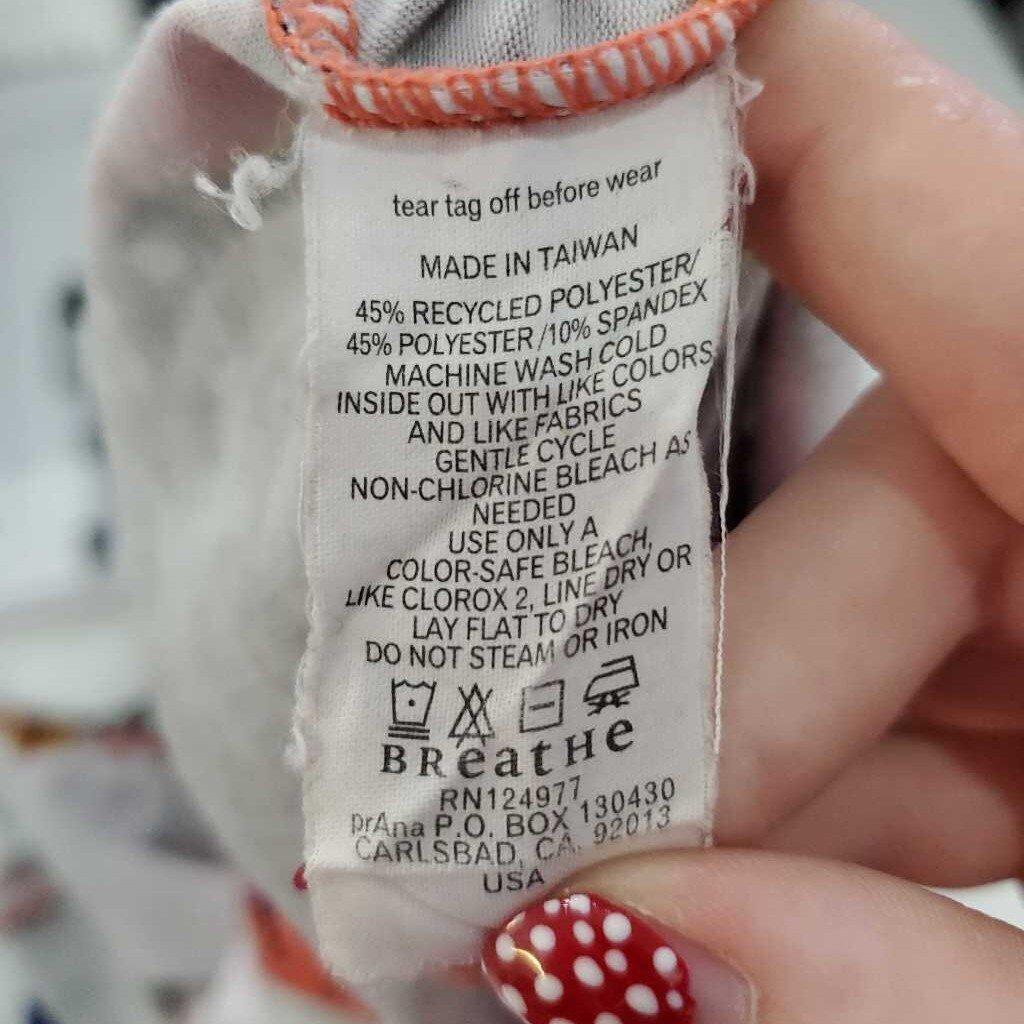 tear tag off before wear
MADE IN TAIWAN
45% RECYCLED POLYESTER/
45% POLYESTER /10% SPANDEX
MACHINE WASH COLD
INSIDE OUT WITH LIKE COLORS
AND LIKE FABRICS
GENTLE CYCLE
NON-CHLORINE BLEACH AS
NEEDED
USE ONLY A
COLOR-SAFE BLEACH,
LIKE CLOROX 2, LINE DRY OR
LAY FLAT TO DRY
DO NOT STEAM OR IRON
BReatHe
RN124977
prAna P.O. BOX 130430
CARLSBAD, CA. 92013
USA